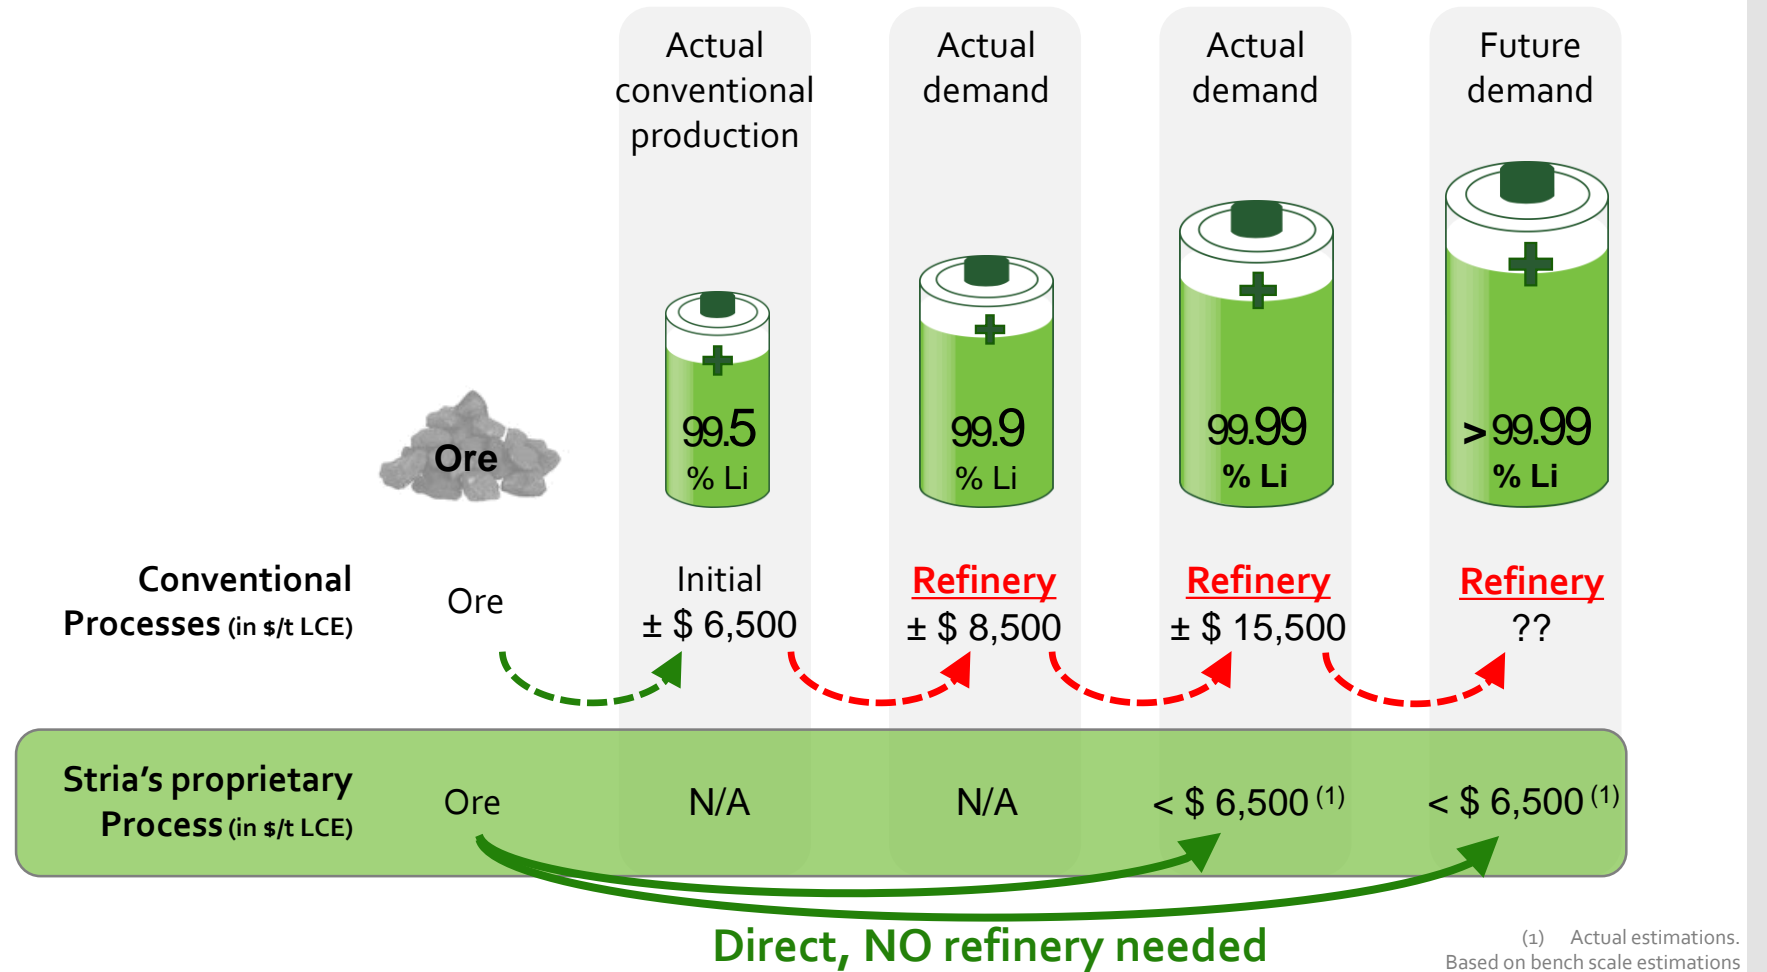 Actual
conventional
production
Actual
demand
Actual
demand
Future
demand
Ore
99.5
% Li
99.9
% Li
99.99
% Li
>99.99
% Li
Conventional
Processes (in $/t LCE)
Ore
Initial
± $ 6,500
Refinery
± $ 8,500
Refinery
± $ 15,500
Refinery
??
Stria’s proprietary
Process (in $/t LCE)
Ore
N/A
N/A
< $ 6,500 (1)
< $ 6,500 (1)
Direct, NO refinery needed
(1) Actual estimations.
Based on bench scale estimations